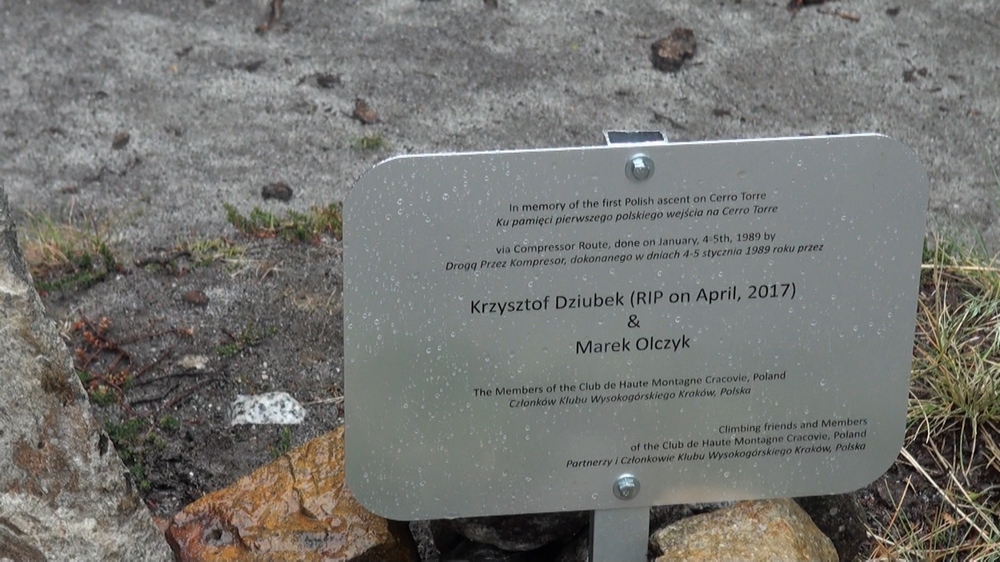 In memory of the first Polish ascent on Cerro Torre
Ku pamięci pierwszego polskiego wejścia na Cerro Torre
via Compressor Route, done on January, 4-5th, 1989 by
Drogą Przez Kompresor, dokonanego w dniach 4-5 stycznia 1989 roku przez
Krzysztof Dziubek (RIP on April, 2017)
&
Marek Olczyk
The Members of the Club de Haute Montagne Cracovie, Poland
Członków Klubu Wysokogórskiego Kraków, Polska
Climbing friends and Members
of the Club de Haute Montagne Cracovie, Poland
Partnerzy i Członkowie Klubu Wysokogórskiego Kraków, Polska